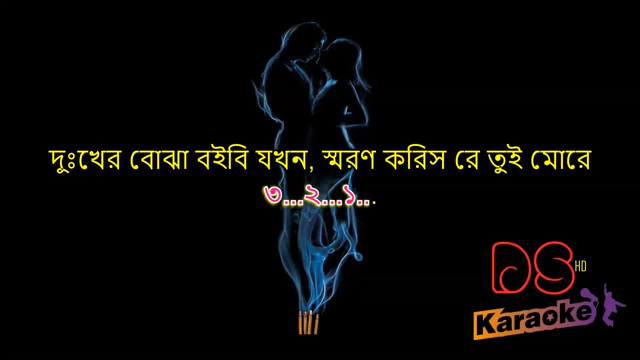 দুঃখের বোঝা বইবি যখন, স্মরণ করিস রে তুই মোরে
৩...২...১...
DS HD
Karaoke